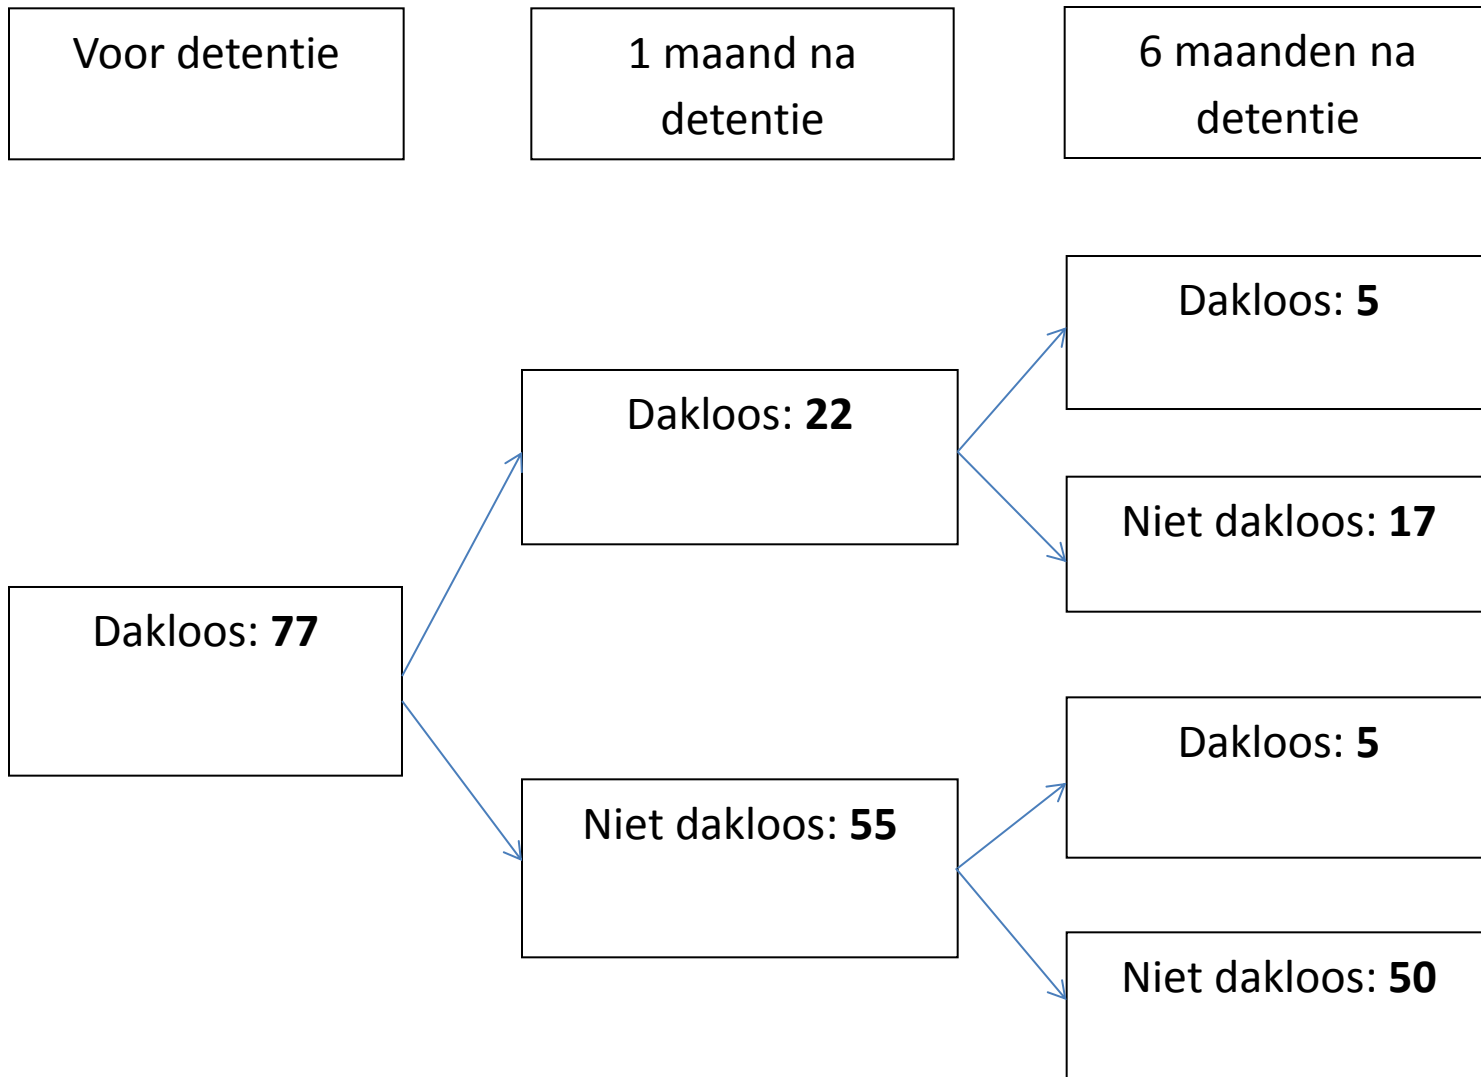 Voor detentie
1 maand na
detentie
6 maanden na
detentie
Dakloos: 77
Dakloos: 22
Niet dakloos: 55
Dakloos: 5
Niet dakloos: 17
Dakloos: 5
Niet dakloos: 50